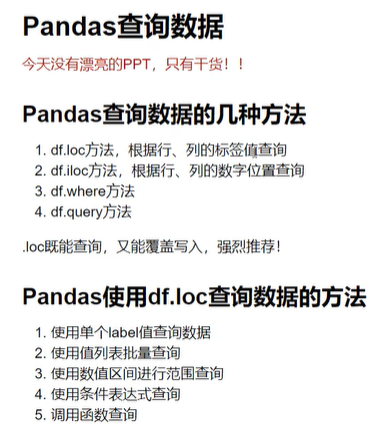 Pandas查询数据
今天没有漂亮的PPT，只有干货！！
Pandas查询数据的几种方法
1. df.loc方法，根据行、列的标签值查询
2. df.iloc方法，根据行、列的数字位置查询
3. df.where方法
4. df.query方法
.loc既能查询，又能覆盖写入，强烈推荐！
Pandas使用df.loc查询数据的方法
1. 使用单个label值查询数据
2. 使用值列表批量查询
3. 使用数值区间进行范围查询
4. 使用条件表达式查询
5. 调用函数查询